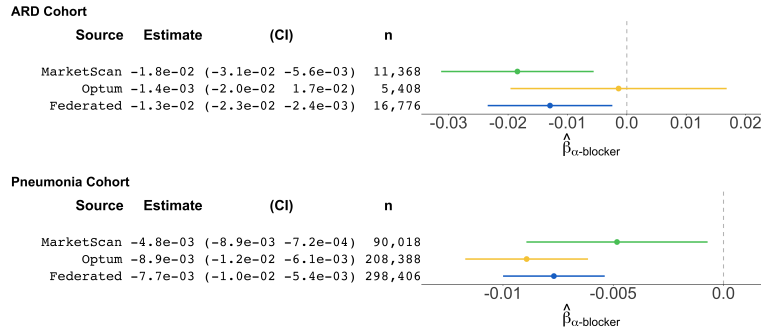 ARD Cohort
Source Estimate (CI) n
MarketScan -1.8e-02 (-3.1e-02 -5.6e-03) 11,368
Optum -1.4e-03 (-2.0e-02 1.7e-02) 5,408
Federated -1.3e-02 (-2.3e-02 -2.4e-03) 16,776
-0.03 -0.02 -0.01 0.0 0.01 0.02
β̂α-blocker
Pneumonia Cohort
Source Estimate (CI) n
MarketScan -4.8e-03 (-8.9e-03 -7.2e-04) 90,018
Optum -8.9e-03 (-1.2e-02 -6.1e-03) 208,388
Federated -7.7e-03 (-1.0e-02 -5.4e-03) 298,406
-0.01 -0.005 0.0
β̂α-blocker